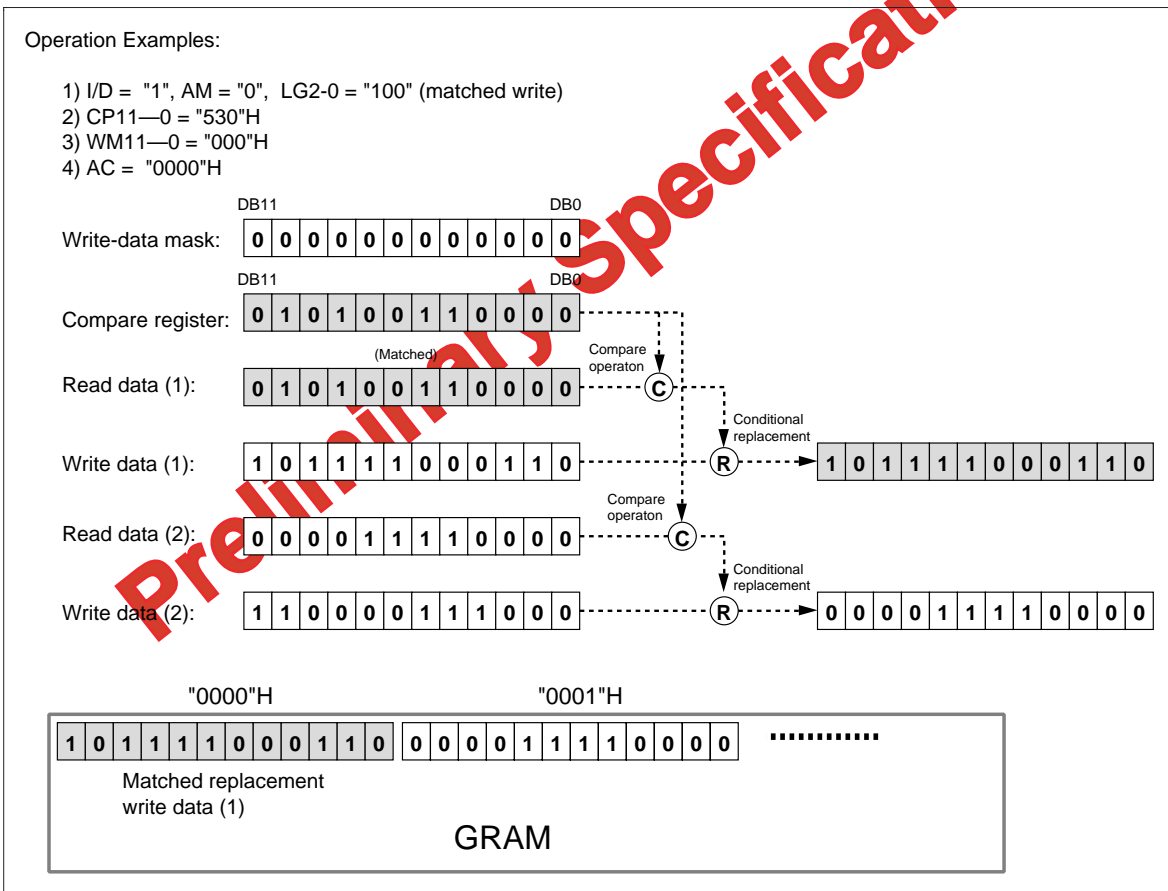 Operation Examples:
1) I/D = "1", AM = "0", LG2-0 = "100" (matched write)
2) CP11—0 = "530"H
3) WM11—0 = "000"H
4) AC = "0000"H
DB11 DB0
Write-data mask: 0 0 0 0 0 0 0 0 0 0 0 0
DB11 DB0
Compare register: 0 1 0 1 0 0 1 1 0 0 0 0
(Matched)
Compare
operaton
Read data (1): 0 1 0 1 0 0 1 1 0 0 0 0 C
Conditional
replacement
Write data (1): 1 0 1 1 1 1 0 0 0 1 1 0 R 1 0 1 1 1 1 0 0 0 1 1 0
Compare
operaton
Read data (2): 0 0 0 0 1 1 1 1 0 0 0 0 C
Conditional
replacement
Write data (2): 1 1 0 0 0 0 1 1 1 0 0 0 R 0 0 0 0 1 1 1 1 0 0 0 0
"0000"H "0001"H
1 0 1 1 1 1 0 0 0 1 1 0 0 0 0 0 1 1 1 1 0 0 0 0
Matched replacement
write data (1)
GRAM
Preliminary Specificati